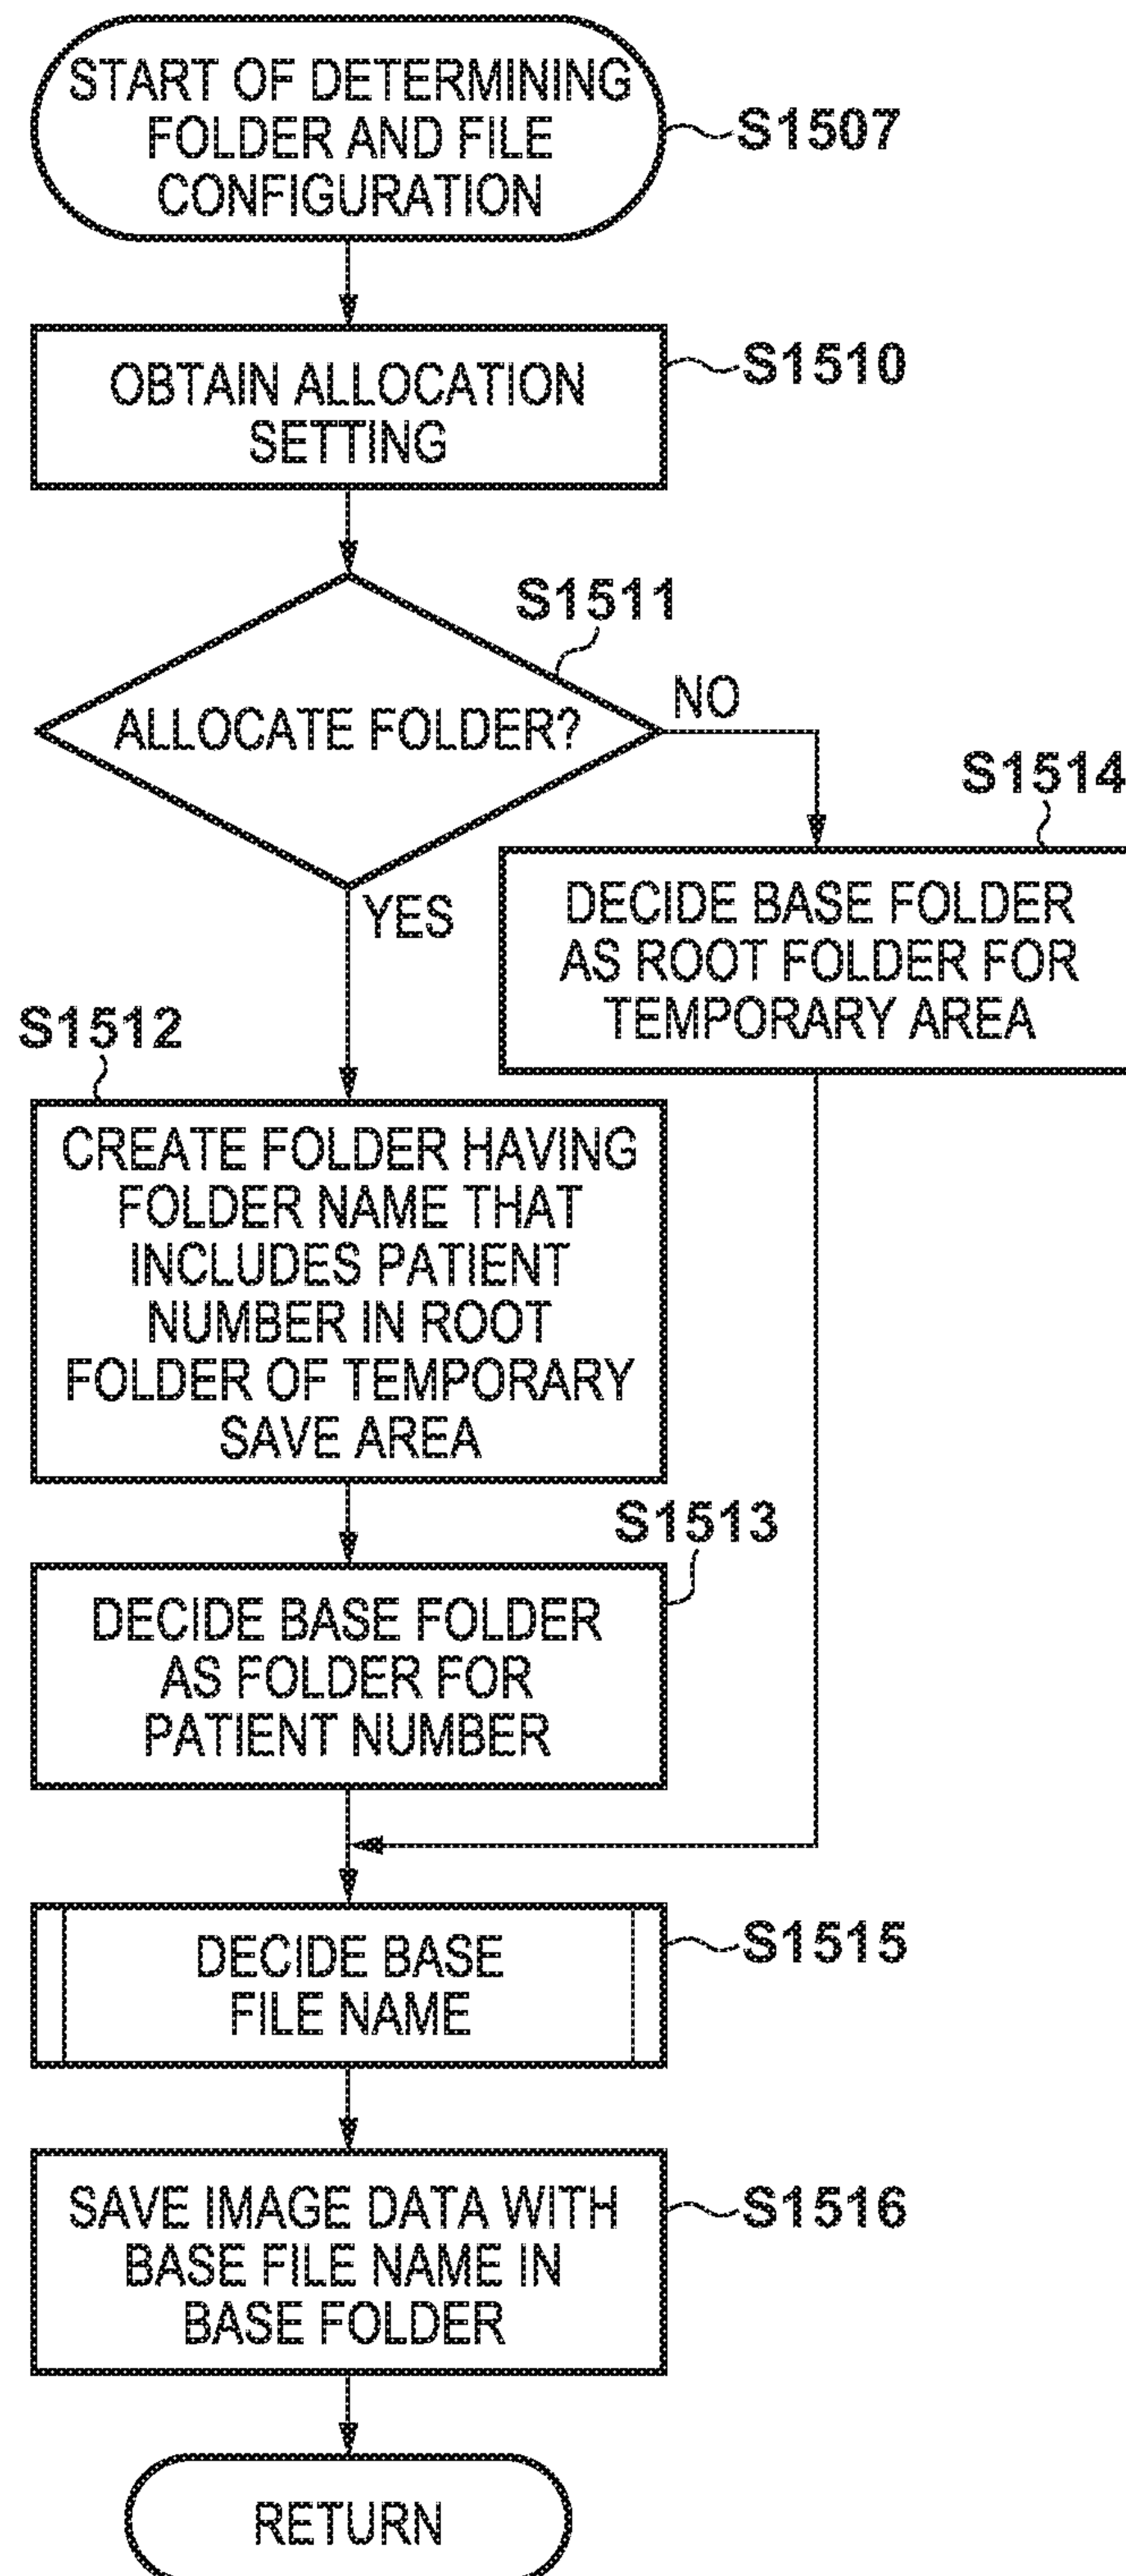 START OF DETERMINING
FOLDER AND FILE
CONFIGURATION
S1507
OBTAIN ALLOCATION
SETTING
S1510
S1511
ALLOCATE FOLDER?
NO
YES
S1514
DECIDE BASE FOLDER
AS ROOT FOLDER FOR
TEMPORARY AREA
S1512
CREATE FOLDER HAVING
FOLDER NAME THAT
INCLUDES PATIENT
NUMBER IN ROOT
FOLDER OF TEMPORARY
SAVE AREA
S1513
DECIDE BASE FOLDER
AS FOLDER FOR
PATIENT NUMBER
DECIDE BASE
FILE NAME
S1515
SAVE IMAGE DATA WITH
BASE FILE NAME IN
BASE FOLDER
S1516
RETURN